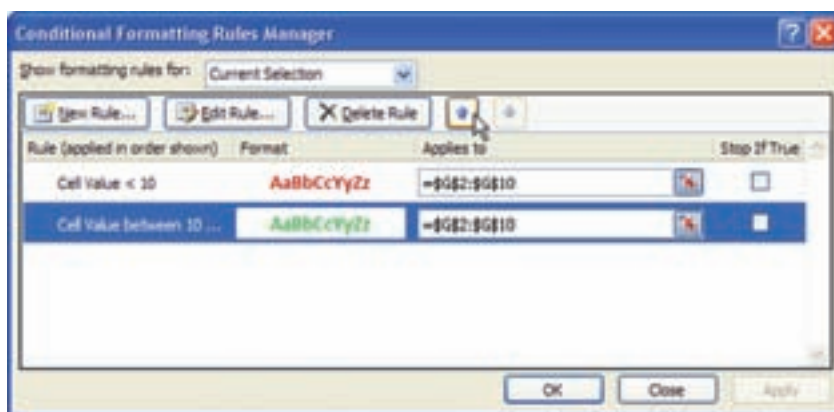 Conditional Formatting Rules Manager
Show formatting rules for: Current Selection
New Rule... Edit Rule... Delete Rule
Rule (applied in order shown) Format Applies to Stop If True
Cell Value < 10 AaBbCcYyZz =$G$2:$G$10
Cell Value between 10 ... AaBbCcYyZz =$G$2:$G$10
OK Close Apply